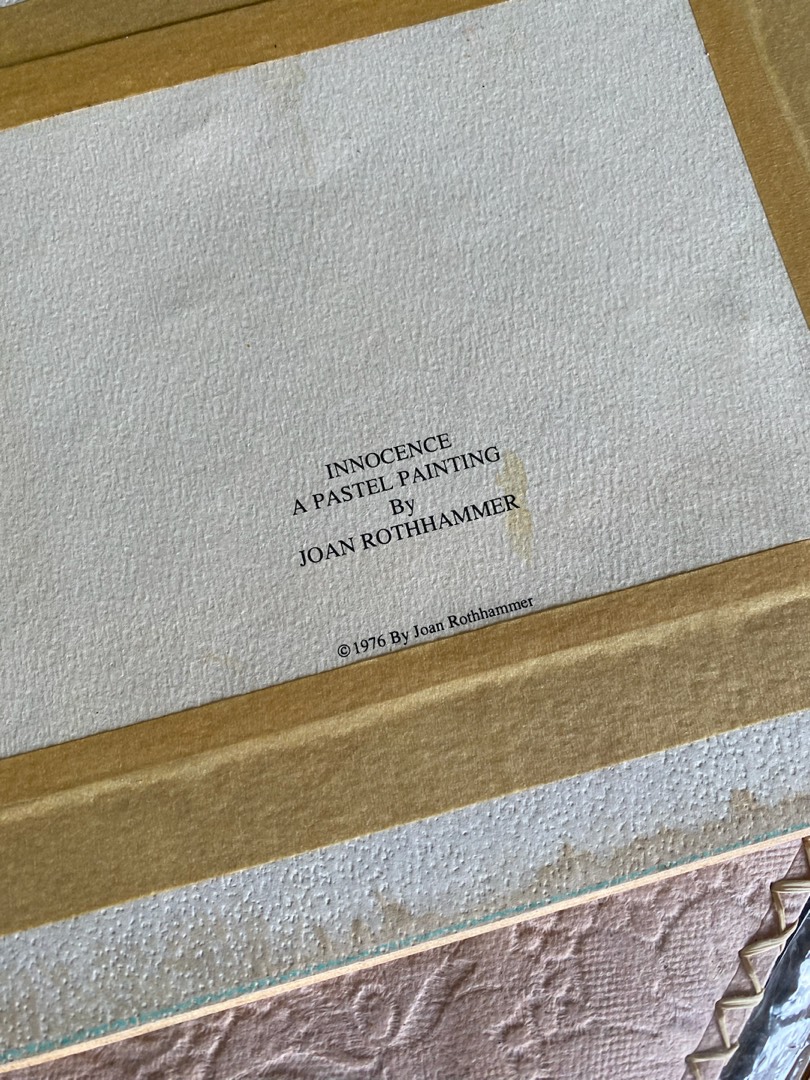 INNOCENCE
A PASTEL PAINTING
By
JOAN ROTHHAMMER
©1976 By Joan Rothhammer